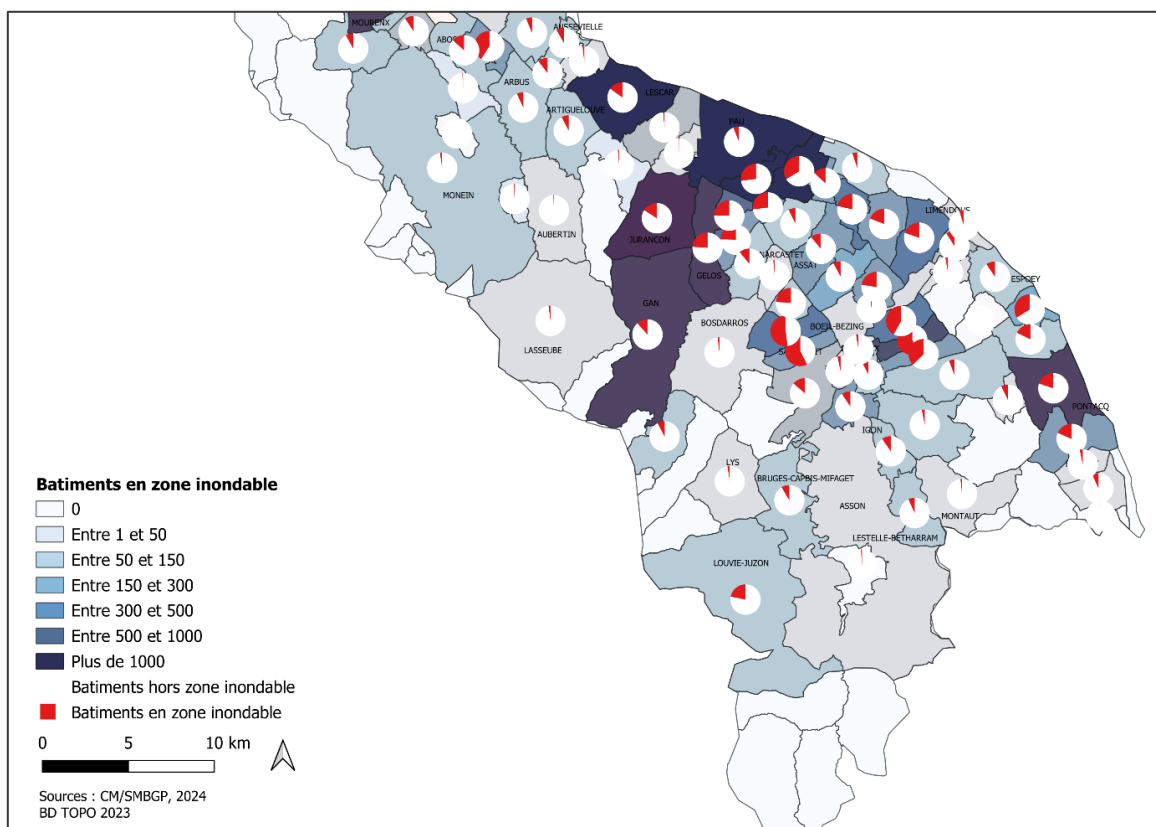 MOURENX
AUSSEVIELLE
ABOS
ARBUS
LESCAR
ARTIGUELOUVE
PAU
MONEIN
LIMENDOUS
AUBERTIN
JURANCON
NARCASTET
ASSAT
GELOS
ESPOEY
GAN
BOSDARROS
BOEIL-BEZING
LASSEUBE
PONTACQ
IGON
LYS
BRUGES-CAPBIS-MIFAGET
ASSON
MONTAUT
LESTELLE-BETHARRAM
LOUVIE-JUZON
Batiments en zone inondable
0
Entre 1 et 50
Entre 50 et 150
Entre 150 et 300
Entre 300 et 500
Entre 500 et 1000
Plus de 1000
Batiments hors zone inondable
Batiments en zone inondable
0 5 10 km
Sources : CM/SMBGP, 2024
BD TOPO 2023